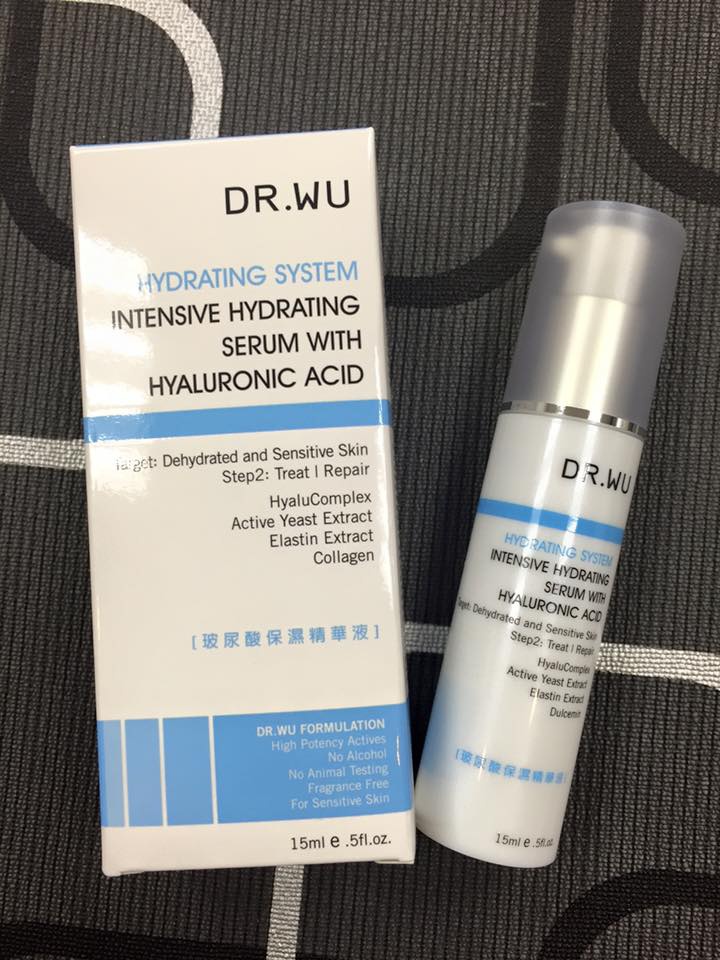 DR.WU
HYDRATING SYSTEM
INTENSIVE HYDRATING
SERUM WITH
HYALURONIC ACID
Target: Dehydrated and Sensitive Skin
Step2: Treat | Repair
HyaluComplex
Active Yeast Extract
Elastin Extract
Collagen
[玻尿酸保濕精華液]
DR.WU FORMULATION
High Potency Actives
No Alcohol
No Animal Testing
Fragrance Free
For Sensitive Skin
15ml e .5fl.oz.
DR.WU
HYDRATING SYSTEM
INTENSIVE HYDRATING
SERUM WITH
HYALURONIC ACID
Target: Dehydrated and Sensitive Skin
Step2: Treat | Repair
HyaluComplex
Active Yeast Extract
Elastin Extract
Dulcemin
[玻尿酸保濕精華液]
15ml e .5fl.oz.